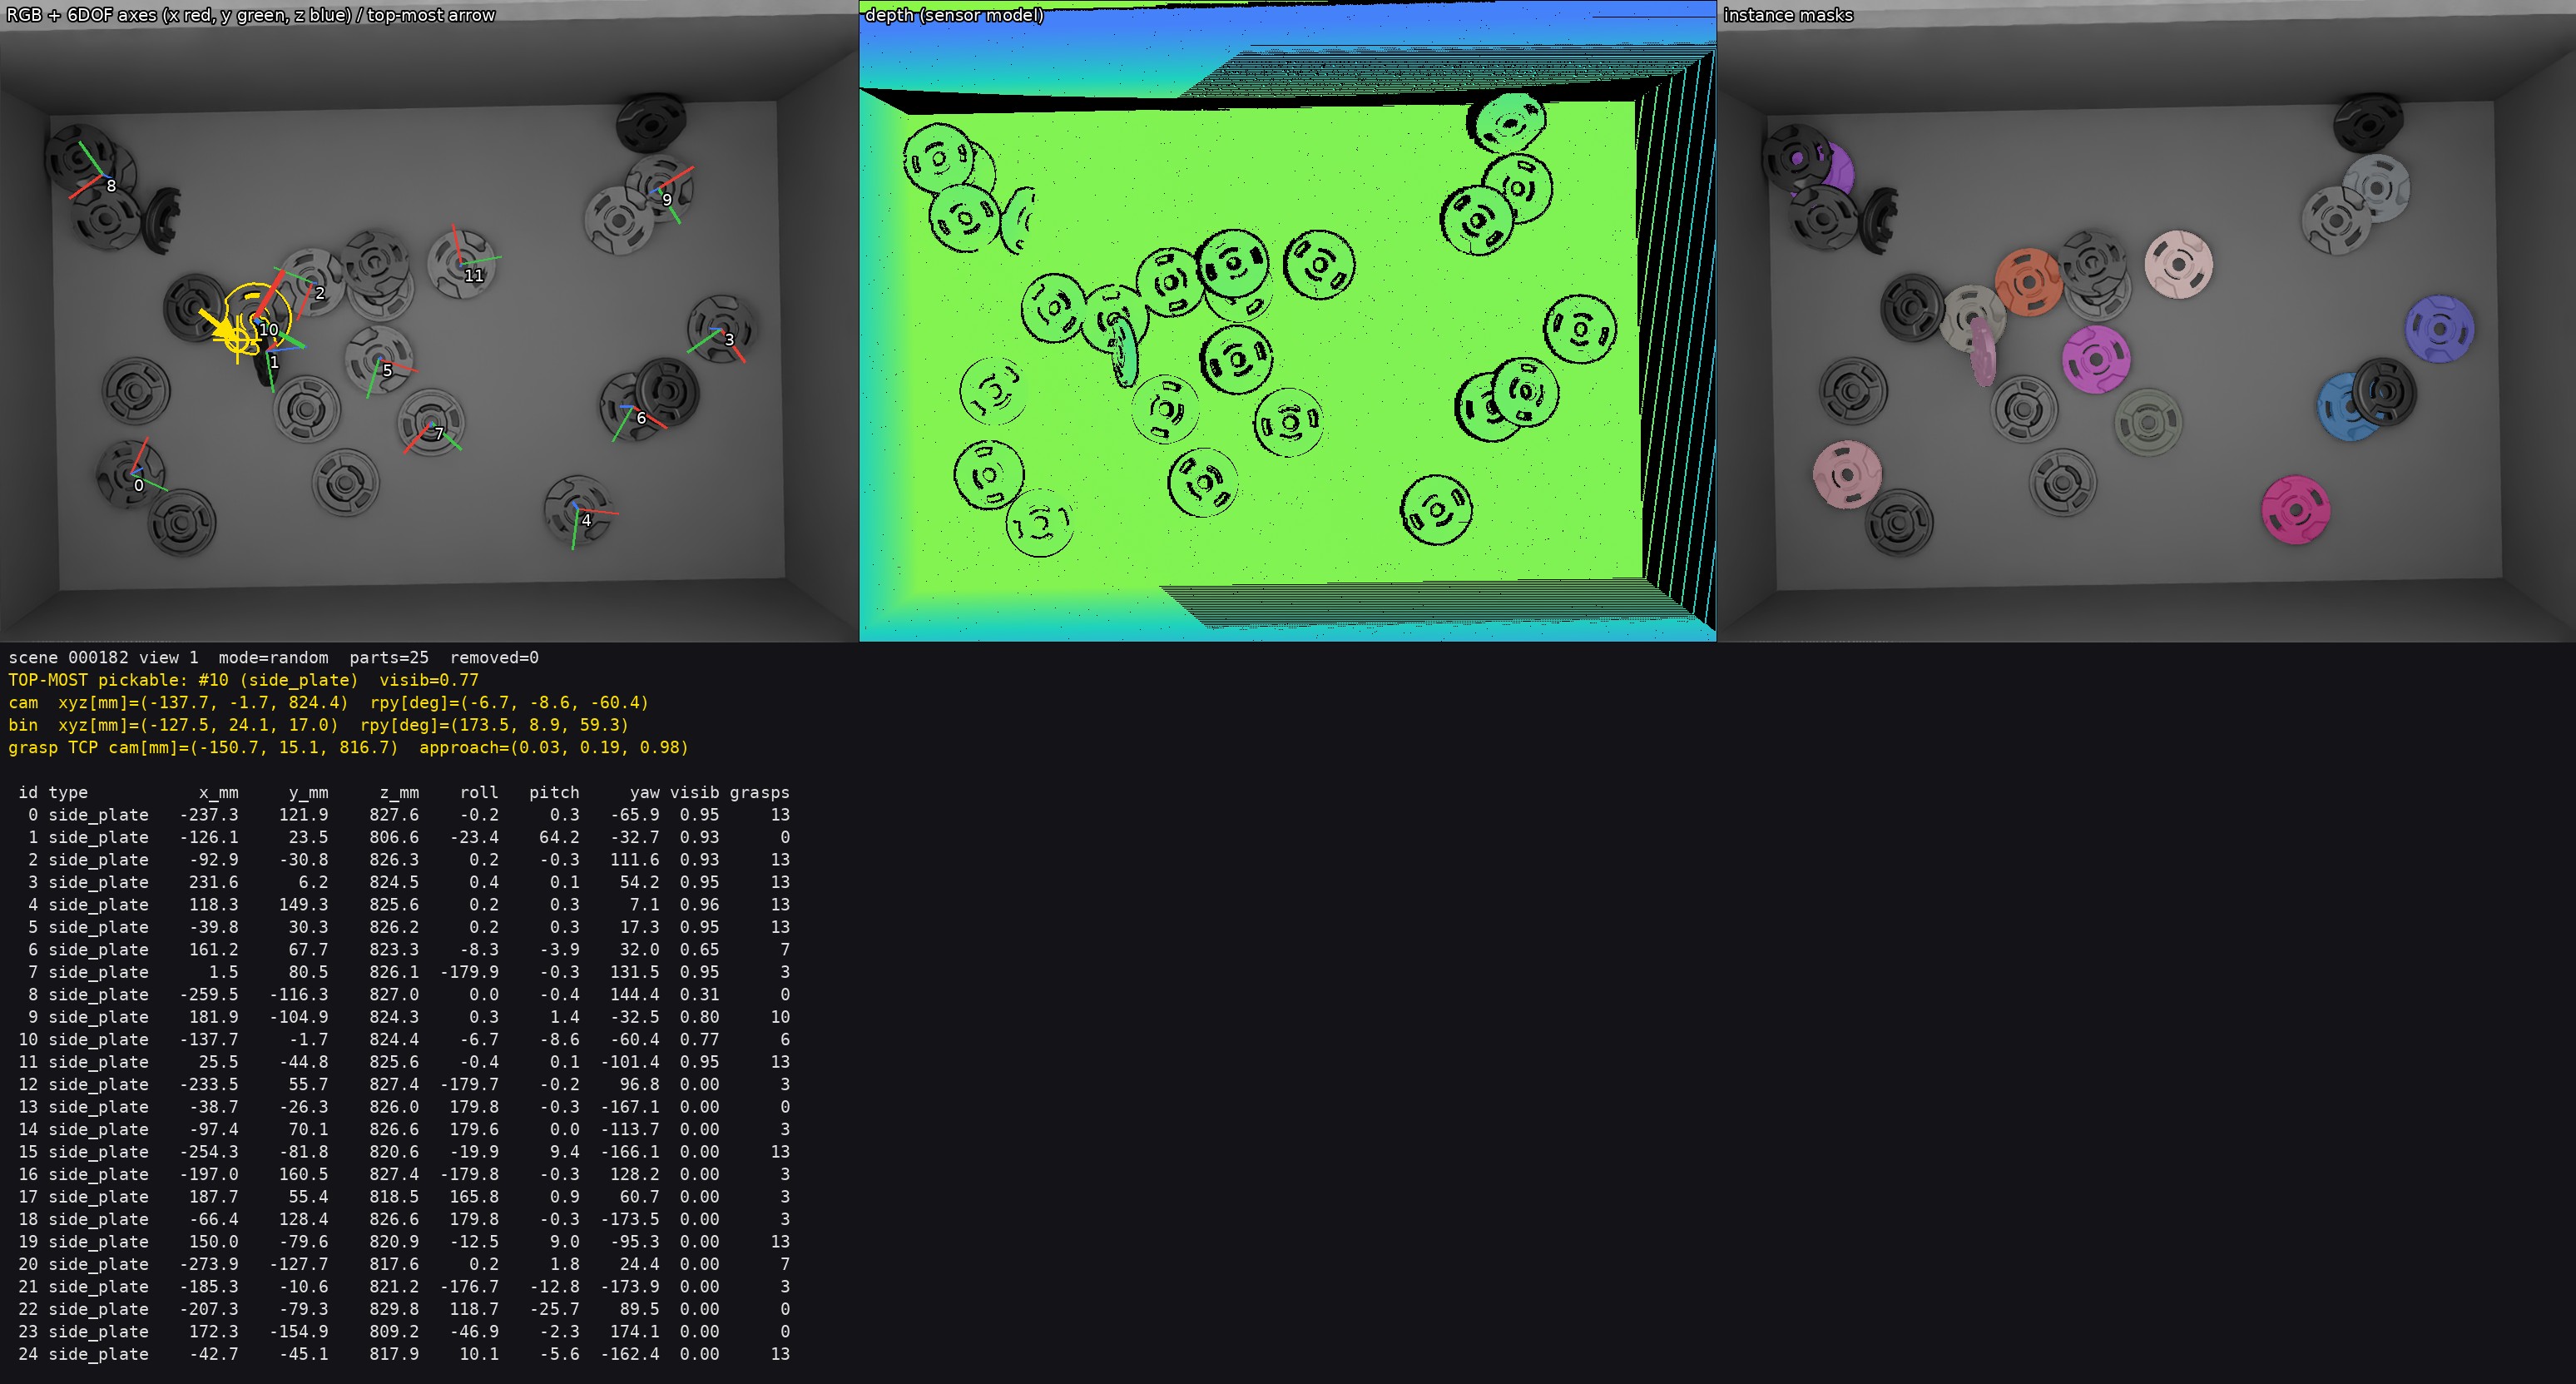 RGB + 6DOF axes (x red, y green, z blue) / top-most arrow
depth (sensor model)
instance masks
8
9
11
2
10
1
3
5
6
7
0
4
scene 000182 view 1 mode=random parts=25 removed=0
TOP-MOST pickable: #10 (side_plate) visib=0.77
cam xyz[mm]=(-137.7, -1.7, 824.4) rpy[deg]=(-6.7, -8.6, -60.4)
bin xyz[mm]=(-127.5, 24.1, 17.0) rpy[deg]=(173.5, 8.9, 59.3)
grasp TCP cam[mm]=(-150.7, 15.1, 816.7) approach=(0.03, 0.19, 0.98)
id type x_mm y_mm z_mm roll pitch yaw visib grasps
0 side_plate -237.3 121.9 827.6 -0.2 0.3 -65.9 0.95 13
1 side_plate -126.1 23.5 806.6 -23.4 64.2 -32.7 0.93 0
2 side_plate -92.9 -30.8 826.3 0.2 -0.3 111.6 0.93 13
3 side_plate 231.6 6.2 824.5 0.4 0.1 54.2 0.95 13
4 side_plate 118.3 149.3 825.6 0.2 0.3 7.1 0.96 13
5 side_plate -39.8 30.3 826.2 0.2 0.3 17.3 0.95 13
6 side_plate 161.2 67.7 823.3 -8.3 -3.9 32.0 0.65 7
7 side_plate 1.5 80.5 826.1 -179.9 -0.3 131.5 0.95 3
8 side_plate -259.5 -116.3 827.0 0.0 -0.4 144.4 0.31 0
9 side_plate 181.9 -104.9 824.3 0.3 1.4 -32.5 0.80 10
10 side_plate -137.7 -1.7 824.4 -6.7 -8.6 -60.4 0.77 6
11 side_plate 25.5 -44.8 825.6 -0.4 0.1 -101.4 0.95 13
12 side_plate -233.5 55.7 827.4 -179.7 -0.2 96.8 0.00 3
13 side_plate -38.7 -26.3 826.0 179.8 -0.3 -167.1 0.00 0
14 side_plate -97.4 70.1 826.6 179.6 0.0 -113.7 0.00 3
15 side_plate -254.3 -81.8 820.6 -19.9 9.4 -166.1 0.00 13
16 side_plate -197.0 160.5 827.4 -179.8 -0.3 128.2 0.00 3
17 side_plate 187.7 55.4 818.5 165.8 0.9 60.7 0.00 3
18 side_plate -66.4 128.4 826.6 179.8 -0.3 -173.5 0.00 3
19 side_plate 150.0 -79.6 820.9 -12.5 9.0 -95.3 0.00 13
20 side_plate -273.9 -127.7 817.6 0.2 1.8 24.4 0.00 7
21 side_plate -185.3 -10.6 821.2 -176.7 -12.8 -173.9 0.00 3
22 side_plate -207.3 -79.3 829.8 118.7 -25.7 89.5 0.00 0
23 side_plate 172.3 -154.9 809.2 -46.9 -2.3 174.1 0.00 0
24 side_plate -42.7 -45.1 817.9 10.1 -5.6 -162.4 0.00 13